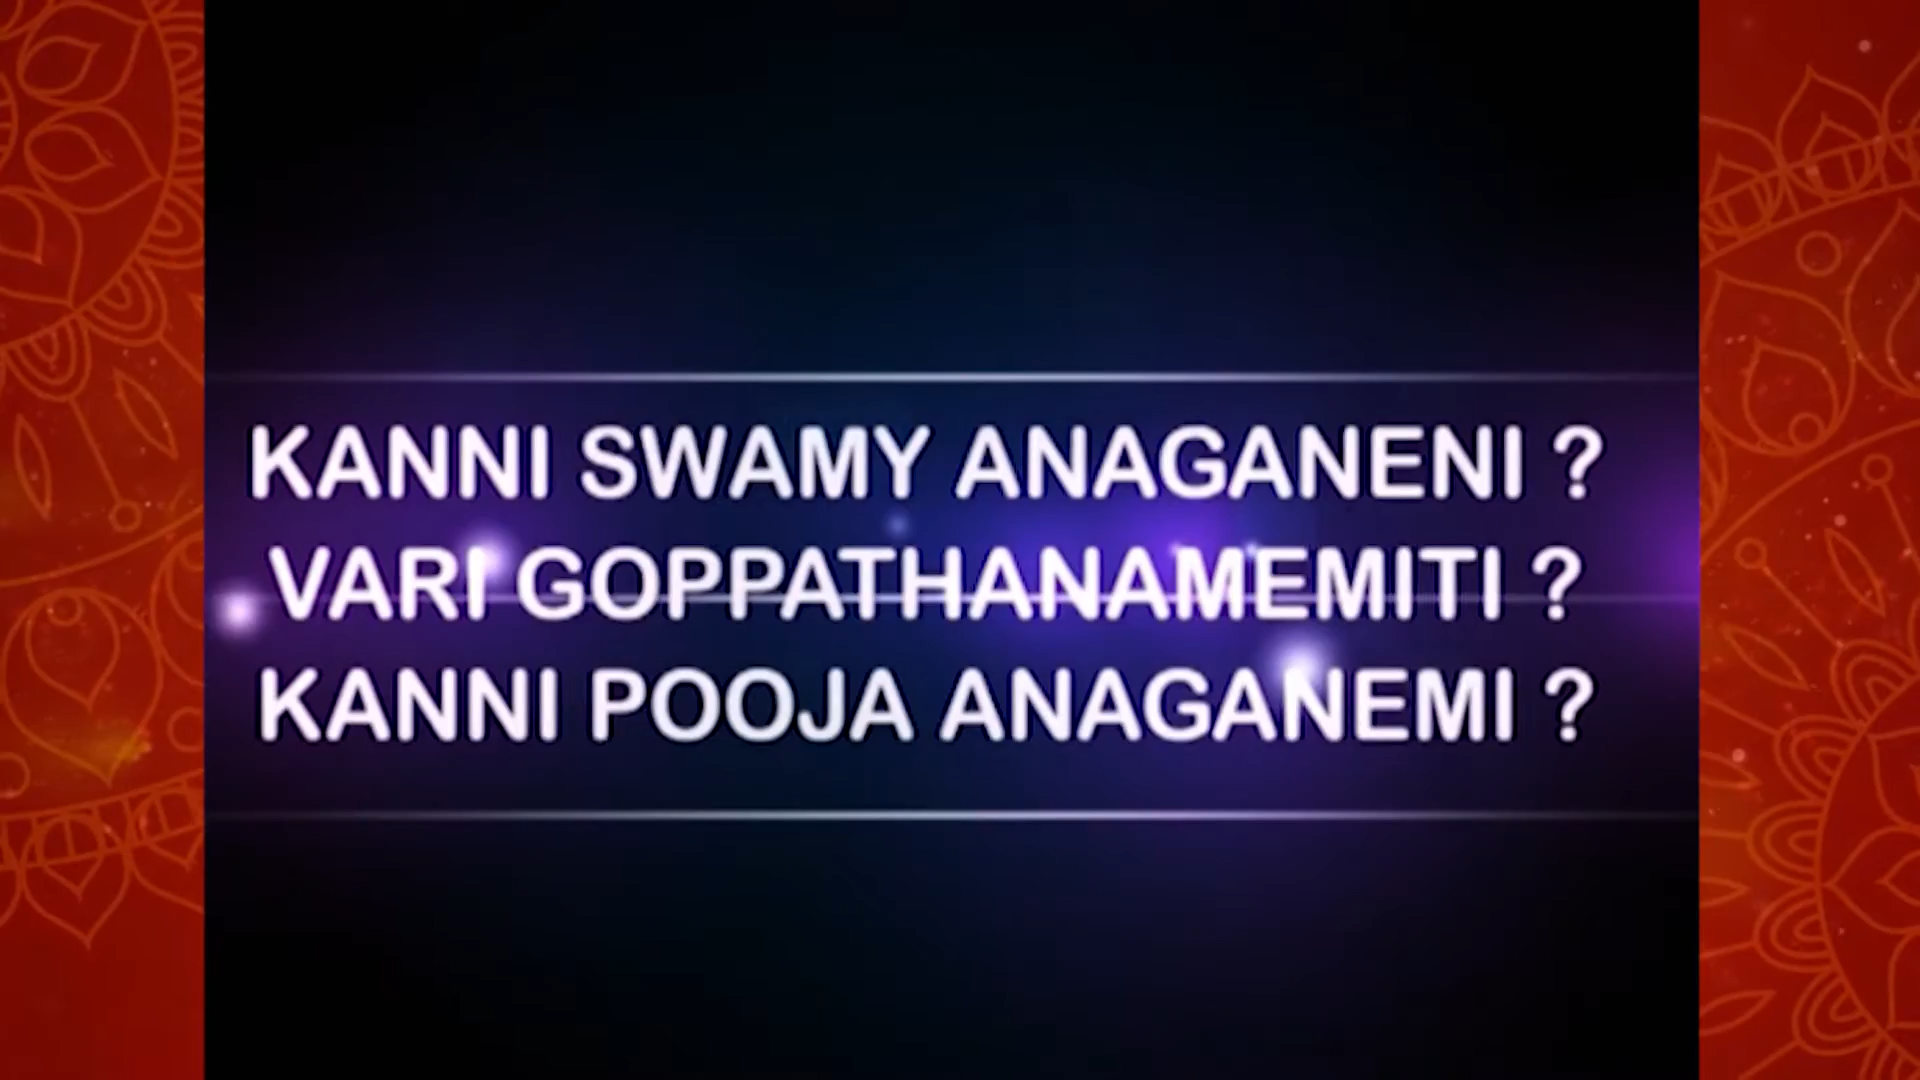 KANNI SWAMY ANAGANENI ?
VARI GOPPATHANAMEMITI ?
KANNI POOJA ANAGANEMI ?